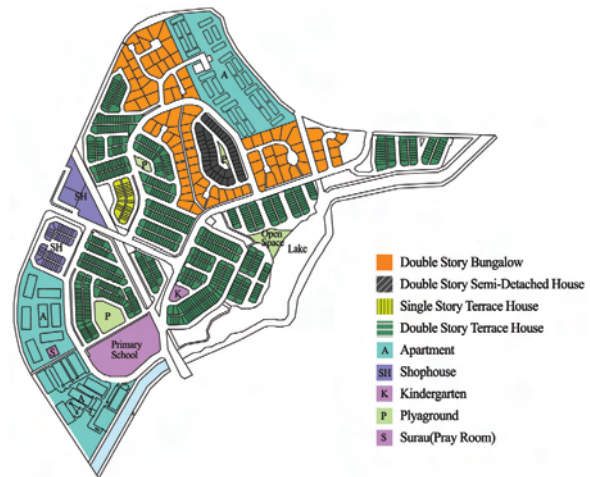 A
P
P
SH
SH
Open
Space
Lake
K
A
P
Primary
School
S
A
Double Story Bungalow
Double Story Semi-Detached House
Single Story Terrace House
Double Story Terrace House
A Apartment
SH Shophouse
K Kindergarten
P Plyaground
S Surau(Pray Room)